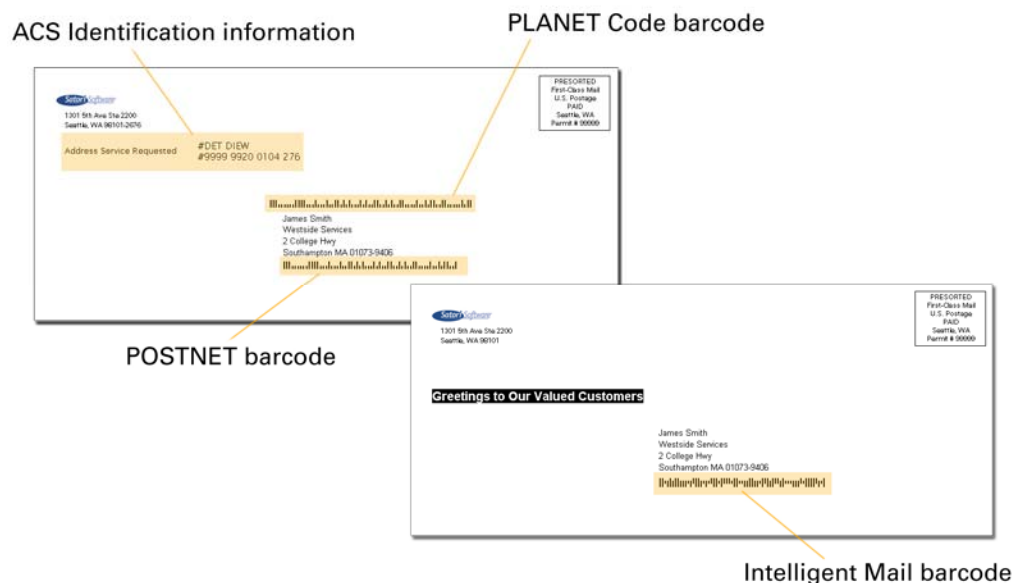 ACS Identification information
PLANET Code barcode
Satori Software
1301 5th Ave Ste 2200
Seattle, WA 98101-2676
Address Service Requested
#DET DIEW
#9999 9920 0104 276
PRESORTED
First-Class Mail
U.S. Postage
PAID
Seattle, WA
Permit # 99999
James Smith
Westside Services
2 College Hwy
Southampton MA 01073-9406
POSTNET barcode
Satori Software
1301 5th Ave Ste 2200
Seattle, WA 98101
PRESORTED
First-Class Mail
U.S. Postage
PAID
Seattle, WA
Permit # 99999
Greetings to Our Valued Customers
James Smith
Westside Services
2 College Hwy
Southampton MA 01073-9406
Intelligent Mail barcode